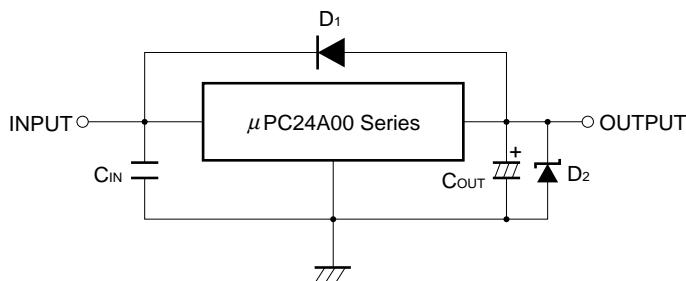 D1
INPUT
μPC24A00 Series
OUTPUT
CIN
COUT
+
D2